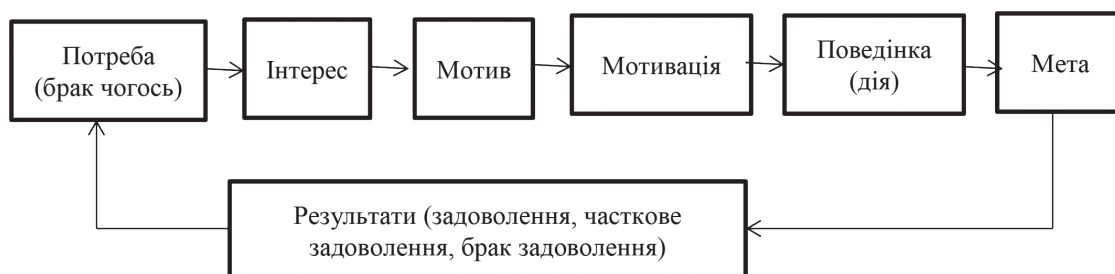 Потреба
(брак чогось)
Інтерес
Мотив
Мотивація
Поведінка
(дія)
Мета
Результати (задоволення, часткове
задоволення, брак задоволення)